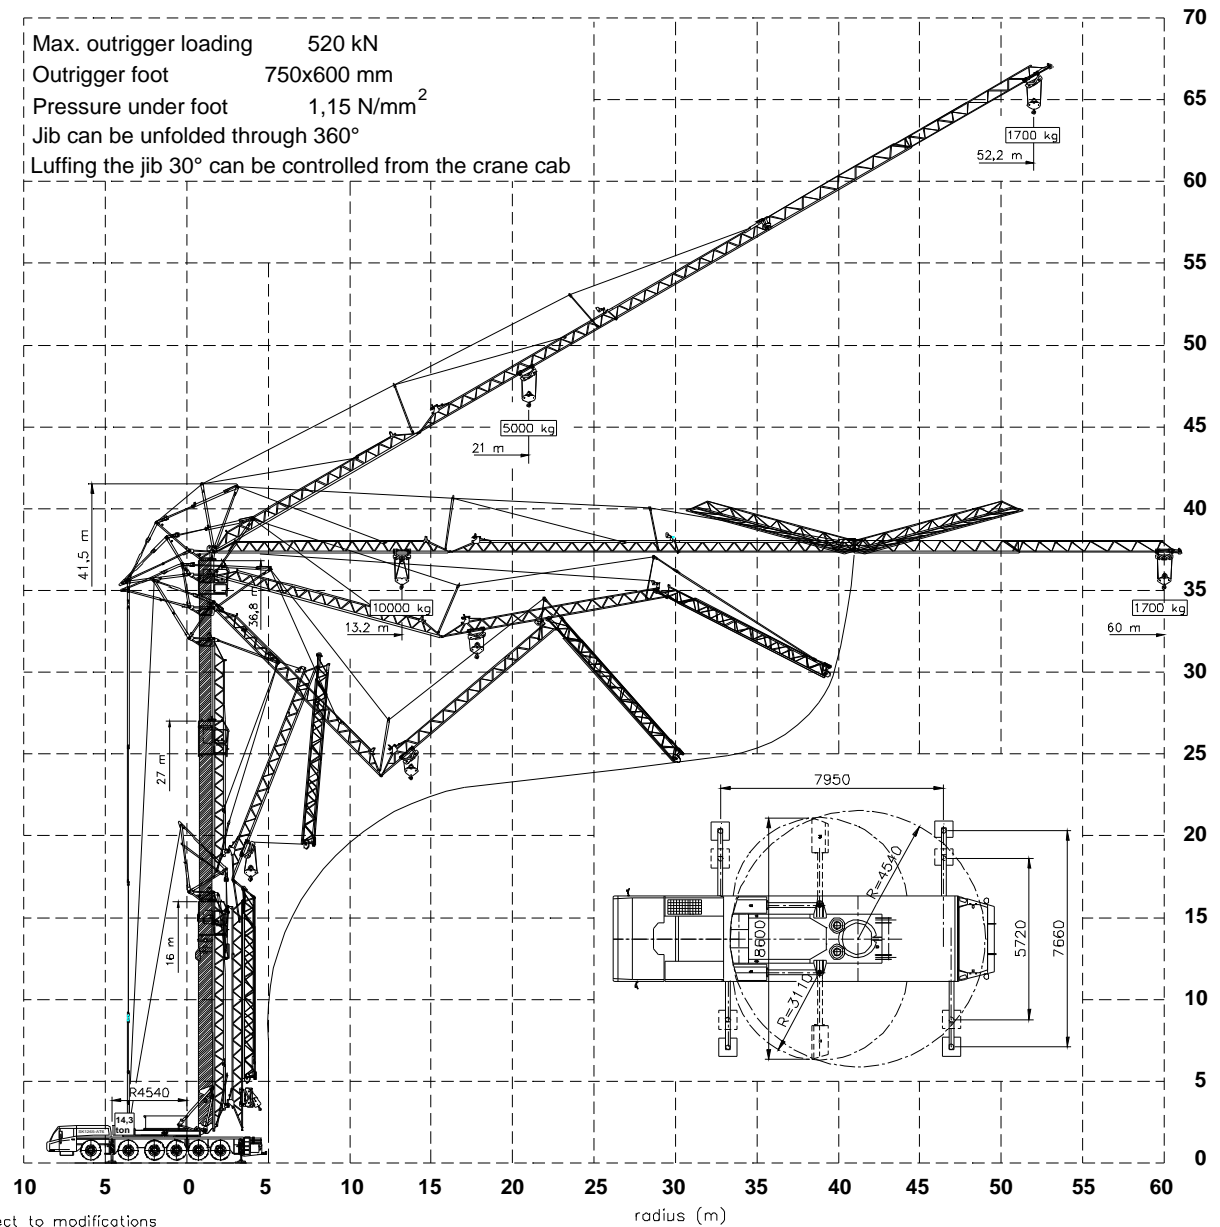 70
Max. outrigger loading 520 kN
Outrigger foot 750x600 mm
65
Pressure under foot 1,15 N/mm2
Jib can be unfolded through 360°
1700 kg
52,2 m
Luffing the jib 30° can be controlled from the crane cab
60
55
50
45
5000 kg
21 m
40
41,5 m
35
36,8 m
10000 kg
13,2 m
1700 kg
60 m
30
25
27 m
7950
20
R=4540
15
16 m
8600
5720
7660
R=3110
10
5
R4540
14,3
ton
0
10 5 0 5 10 15 20 25 30 35 40 45 50 55 60
radius (m)
ect to modifications